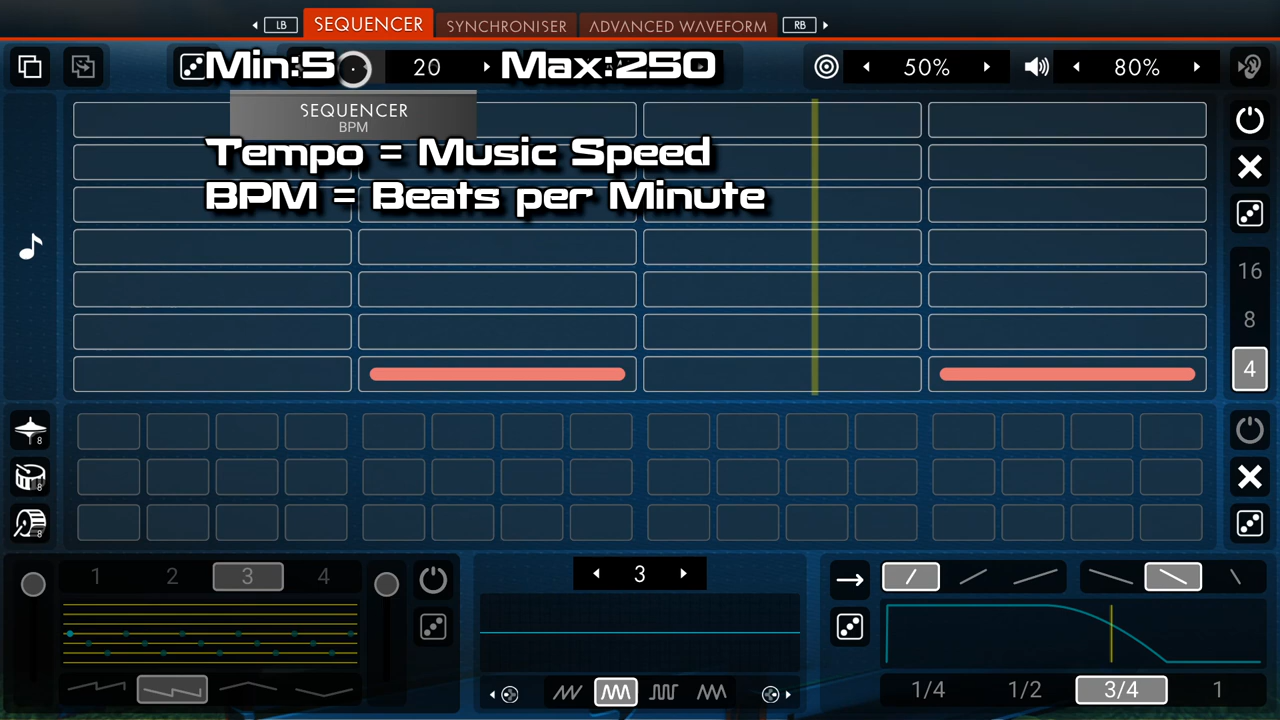 LB SEQUENCER SYNCHRONISER ADVANCED WAVEFORM RB
Min:5 20 Max:250 50% 80%
SEQUENCER
BPM
Tempo = Music Speed
BPM = Beats per Minute
16
8
4
8
8
8
1 2 3 4
3
1/4 1/2 3/4 1